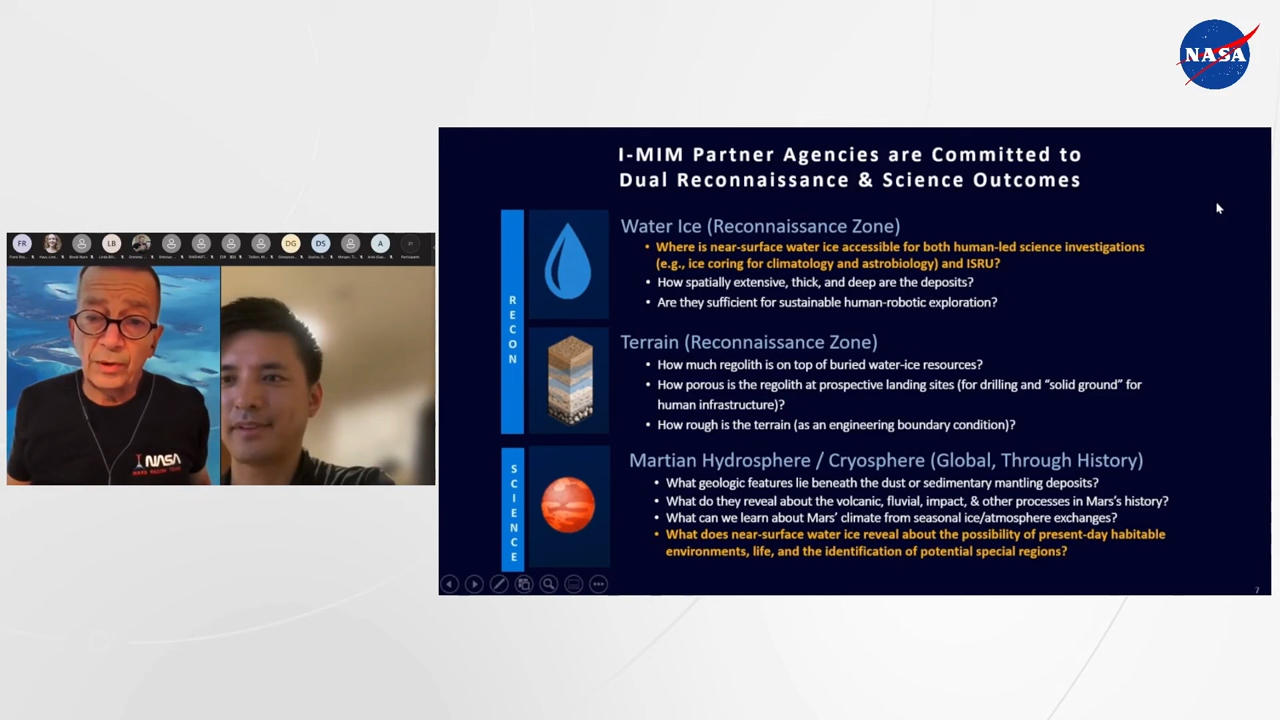 NASA
I-MIM Partner Agencies are Committed to
Dual Reconnaissance & Science Outcomes
FR
LB
DG
DS
A
21
NASA
RECON
Water Ice (Reconnaissance Zone)
• Where is near-surface water ice accessible for both human-led science investigations
(e.g., ice coring for climatology and astrobiology) and ISRU?
• How spatially extensive, thick, and deep are the deposits?
• Are they sufficient for sustainable human-robotic exploration?
Terrain (Reconnaissance Zone)
• How much regolith is on top of buried water-ice resources?
• How porous is the regolith at prospective landing sites (for drilling and “solid ground” for
human infrastructure)?
• How rough is the terrain (as an engineering boundary condition)?
SCIENCE
Martian Hydrosphere / Cryosphere (Global, Through History)
• What geologic features lie beneath the dust or sedimentary mantling deposits?
• What do they reveal about the volcanic, fluvial, impact, & other processes in Mars’s history?
• What can we learn about Mars’ climate from seasonal ice/atmosphere exchanges?
• What does near-surface water ice reveal about the possibility of present-day habitable
environments, life, and the identification of potential special regions?
7